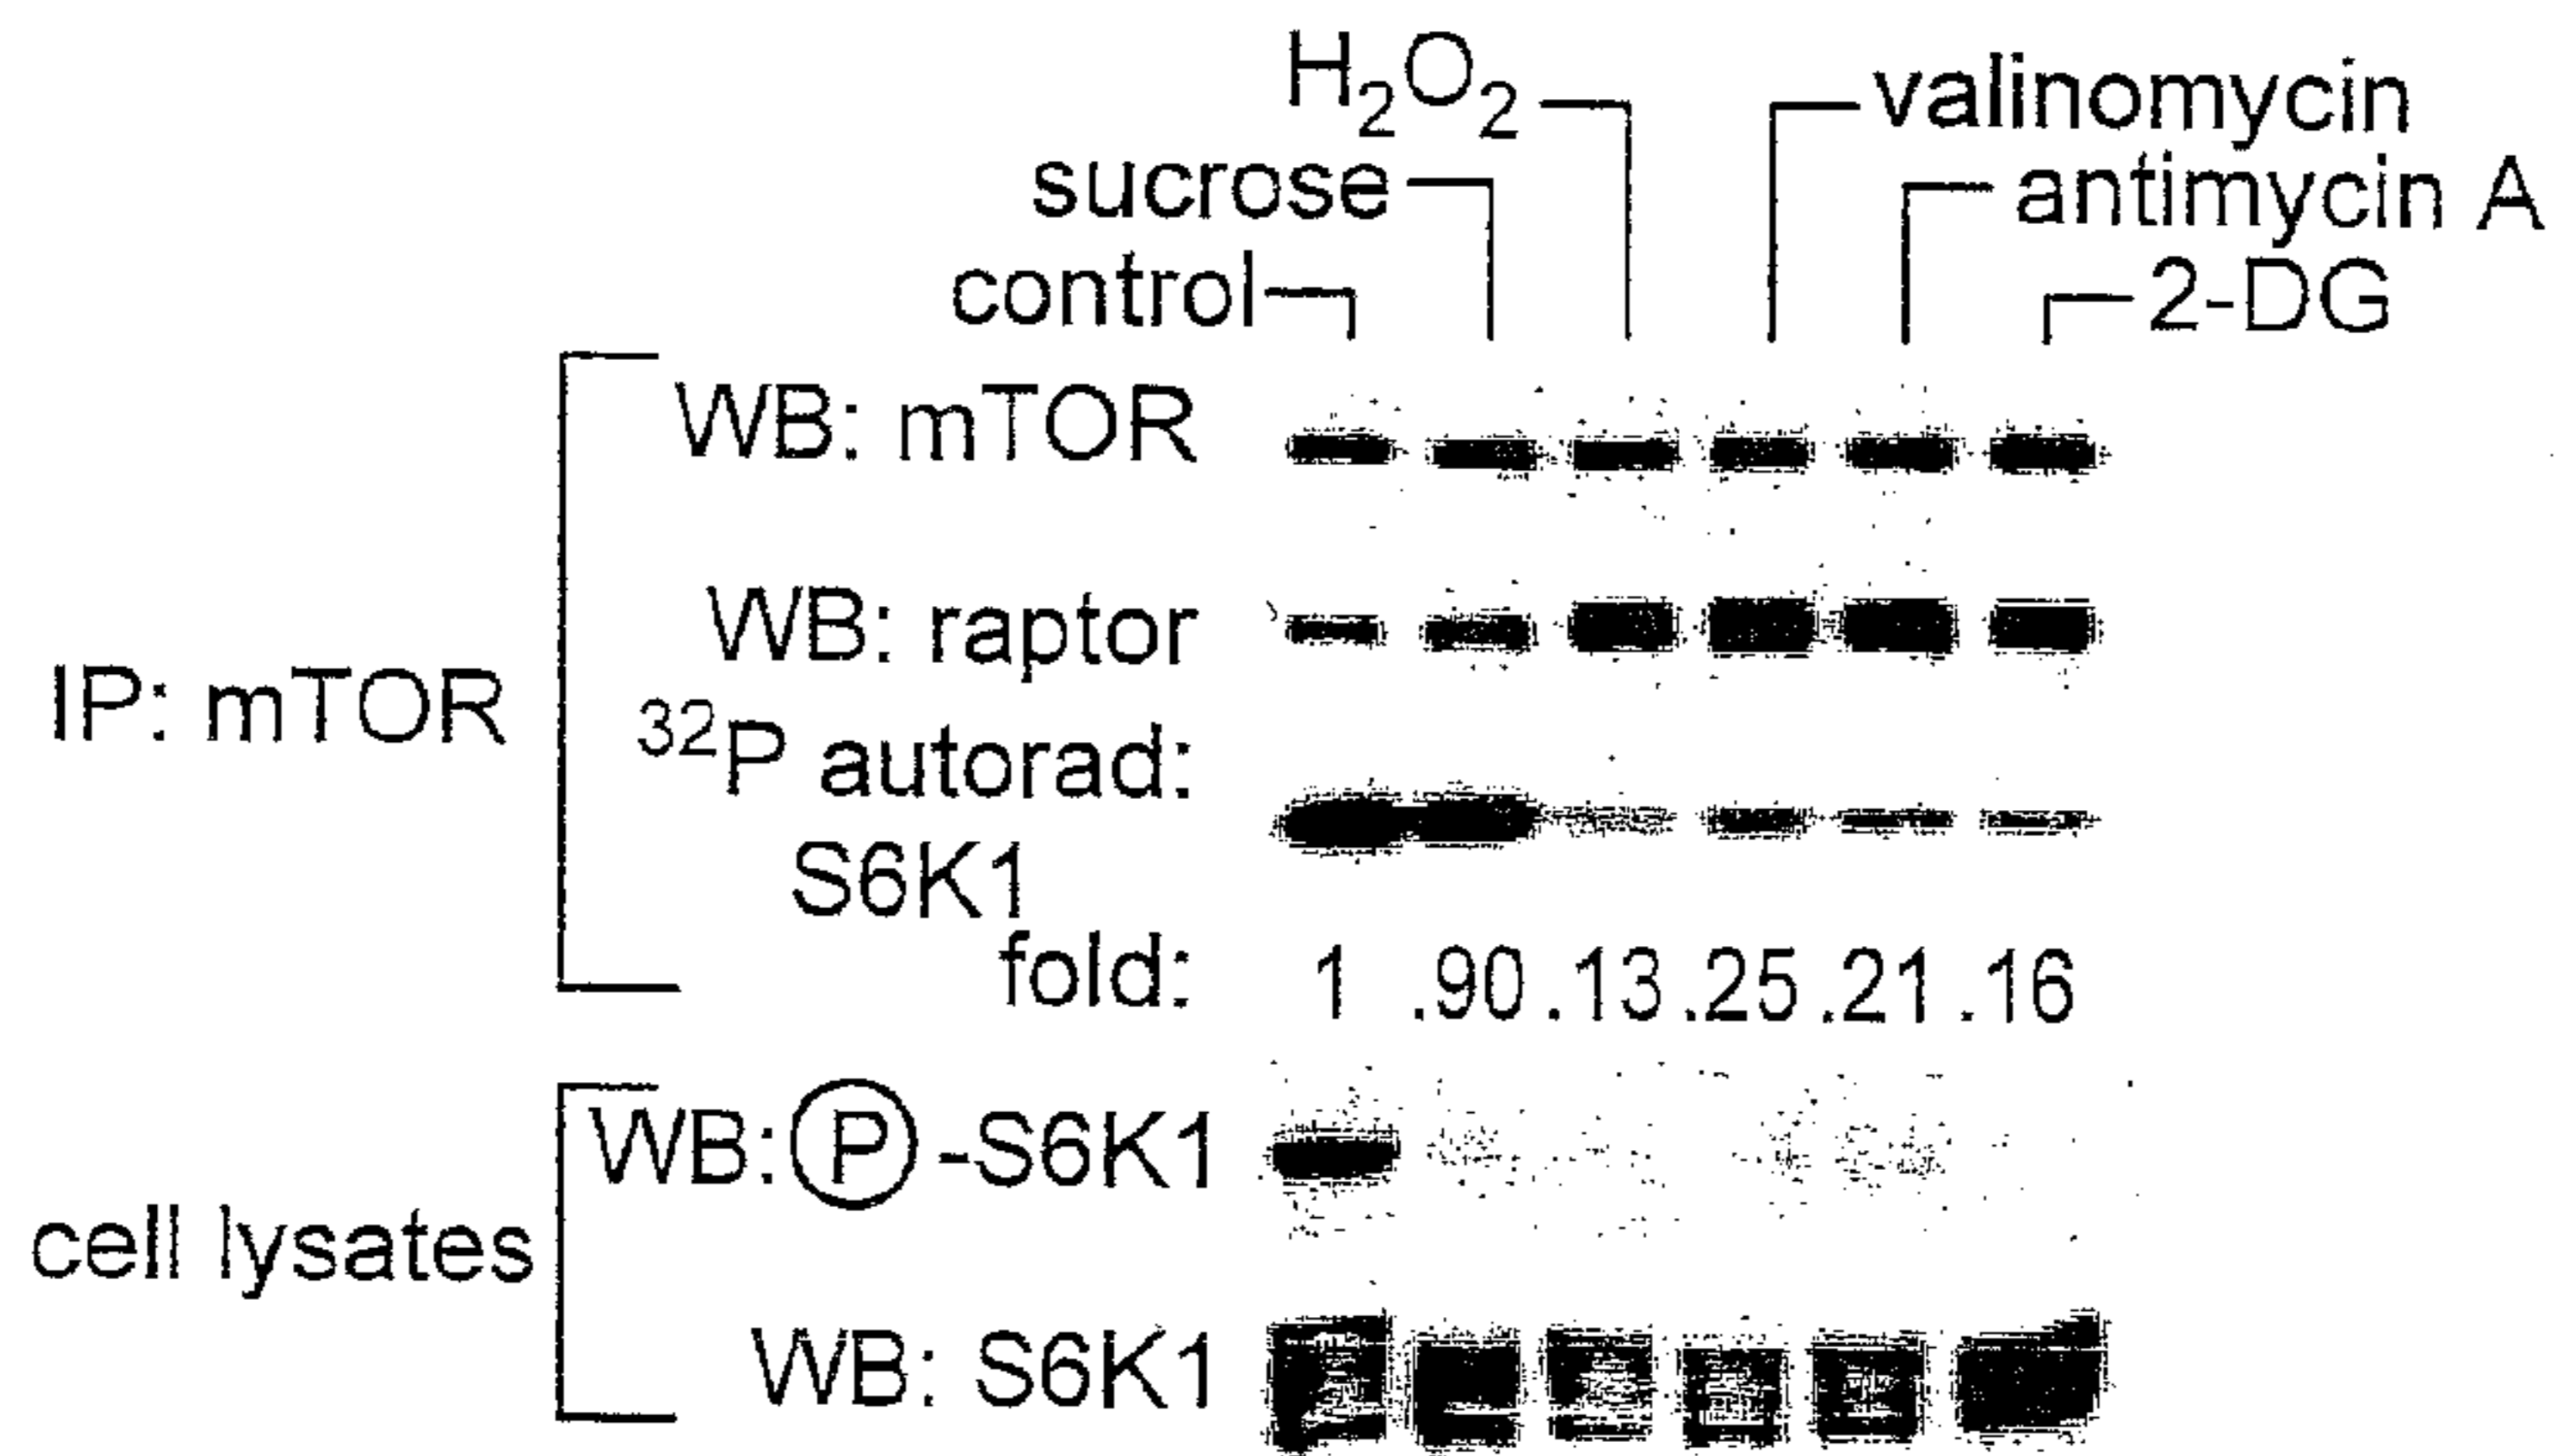 H₂O₂
valinomycin
sucrose
antimycin A
control
2-DG
WB: mTOR
WB: raptor
IP: mTOR
³²P autorad:
S6K1
fold: 1 .90 .13 .25 .21 .16
WB: Ⓟ-S6K1
cell lysates
WB: S6K1